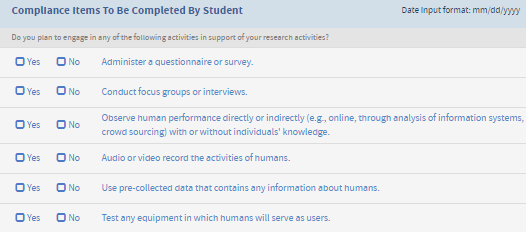 Compliance Items To Be Completed By Student Date Input format: mm/dd/yyyy
Do you plan to engage in any of the following activities in support of your research activities?
Yes No Administer a questionnaire or survey.
Yes No Conduct focus groups or interviews.
Observe human performance directly or indirectly (e.g., online, through analysis of information systems,
Yes No crowd sourcing) with or without individuals' knowledge.
Yes No Audio or video record the activities of humans.
Yes No Use pre-collected data that contains any information about humans.
Yes No Test any equipment in which humans will serve as users.